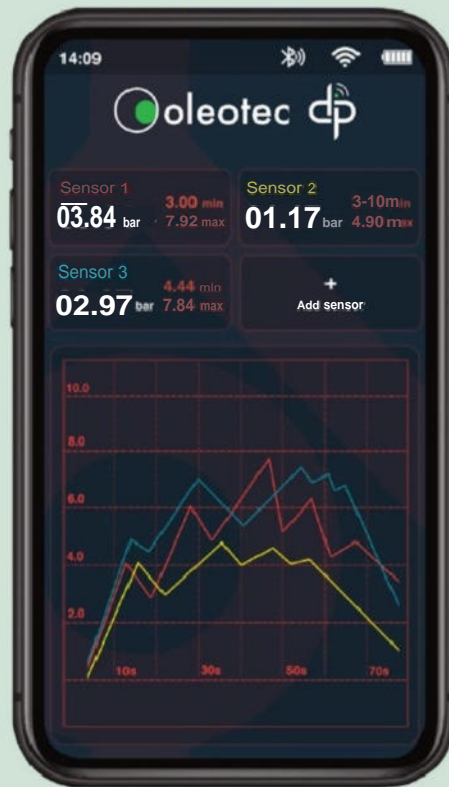 14:09
oleotec dp
Sensor 1
3.00 min
03.84 bar
7.92 max
Sensor 2
3-10min
01.17 bar
4.90 max
Sensor 3
4.44 min
02.97 bar
7.84 max
+
Add sensor
10.0
8.0
6.0
4.0
2.0
10s 30s 50s 70s